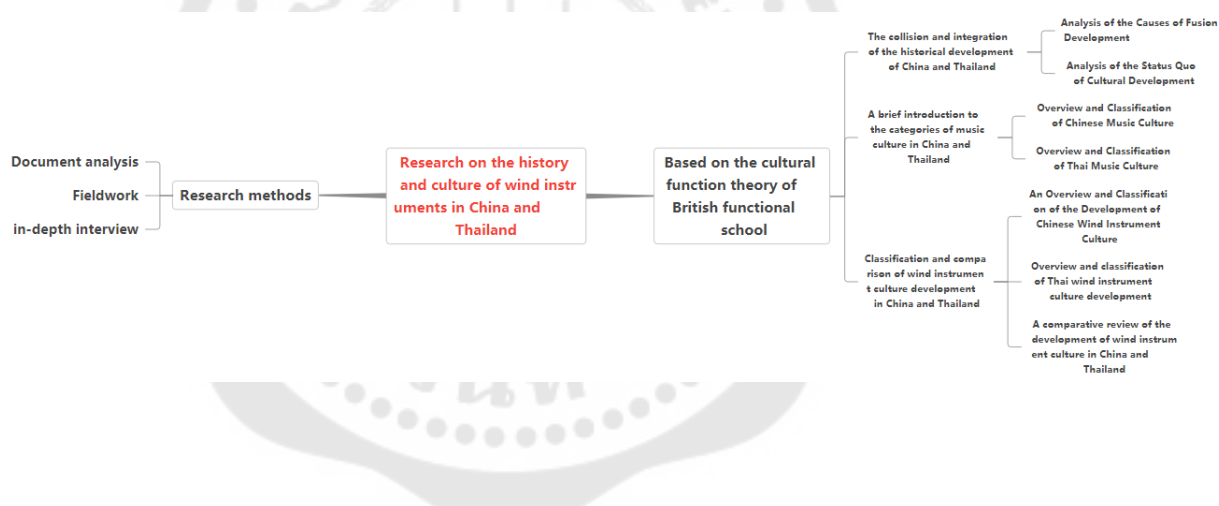 Document analysis
Fieldwork
in-depth interview
Research methods
Research on the history
and culture of wind instr
uments in China and
Thailand
Based on the cultural
function theory of
British functional
school
The collision and integration
of the historical development
of China and Thailand
Analysis of the Causes of Fusion
Development
Analysis of the Status Quo
of Cultural Development
A brief introduction to
the categories of music
culture in China and
Thailand
Overview and Classification
of Chinese Music Culture
Overview and Classification
of Thai Music Culture
Classification and compa
rison of wind instrumen
t culture development
in China and Thailand
An Overview and Classificati
on of the Development of
Chinese Wind Instrument
Culture
Overview and classification
of Thai wind instrument
culture development
A comparative review of the
development of wind instrum
ent culture in China and
Thailand